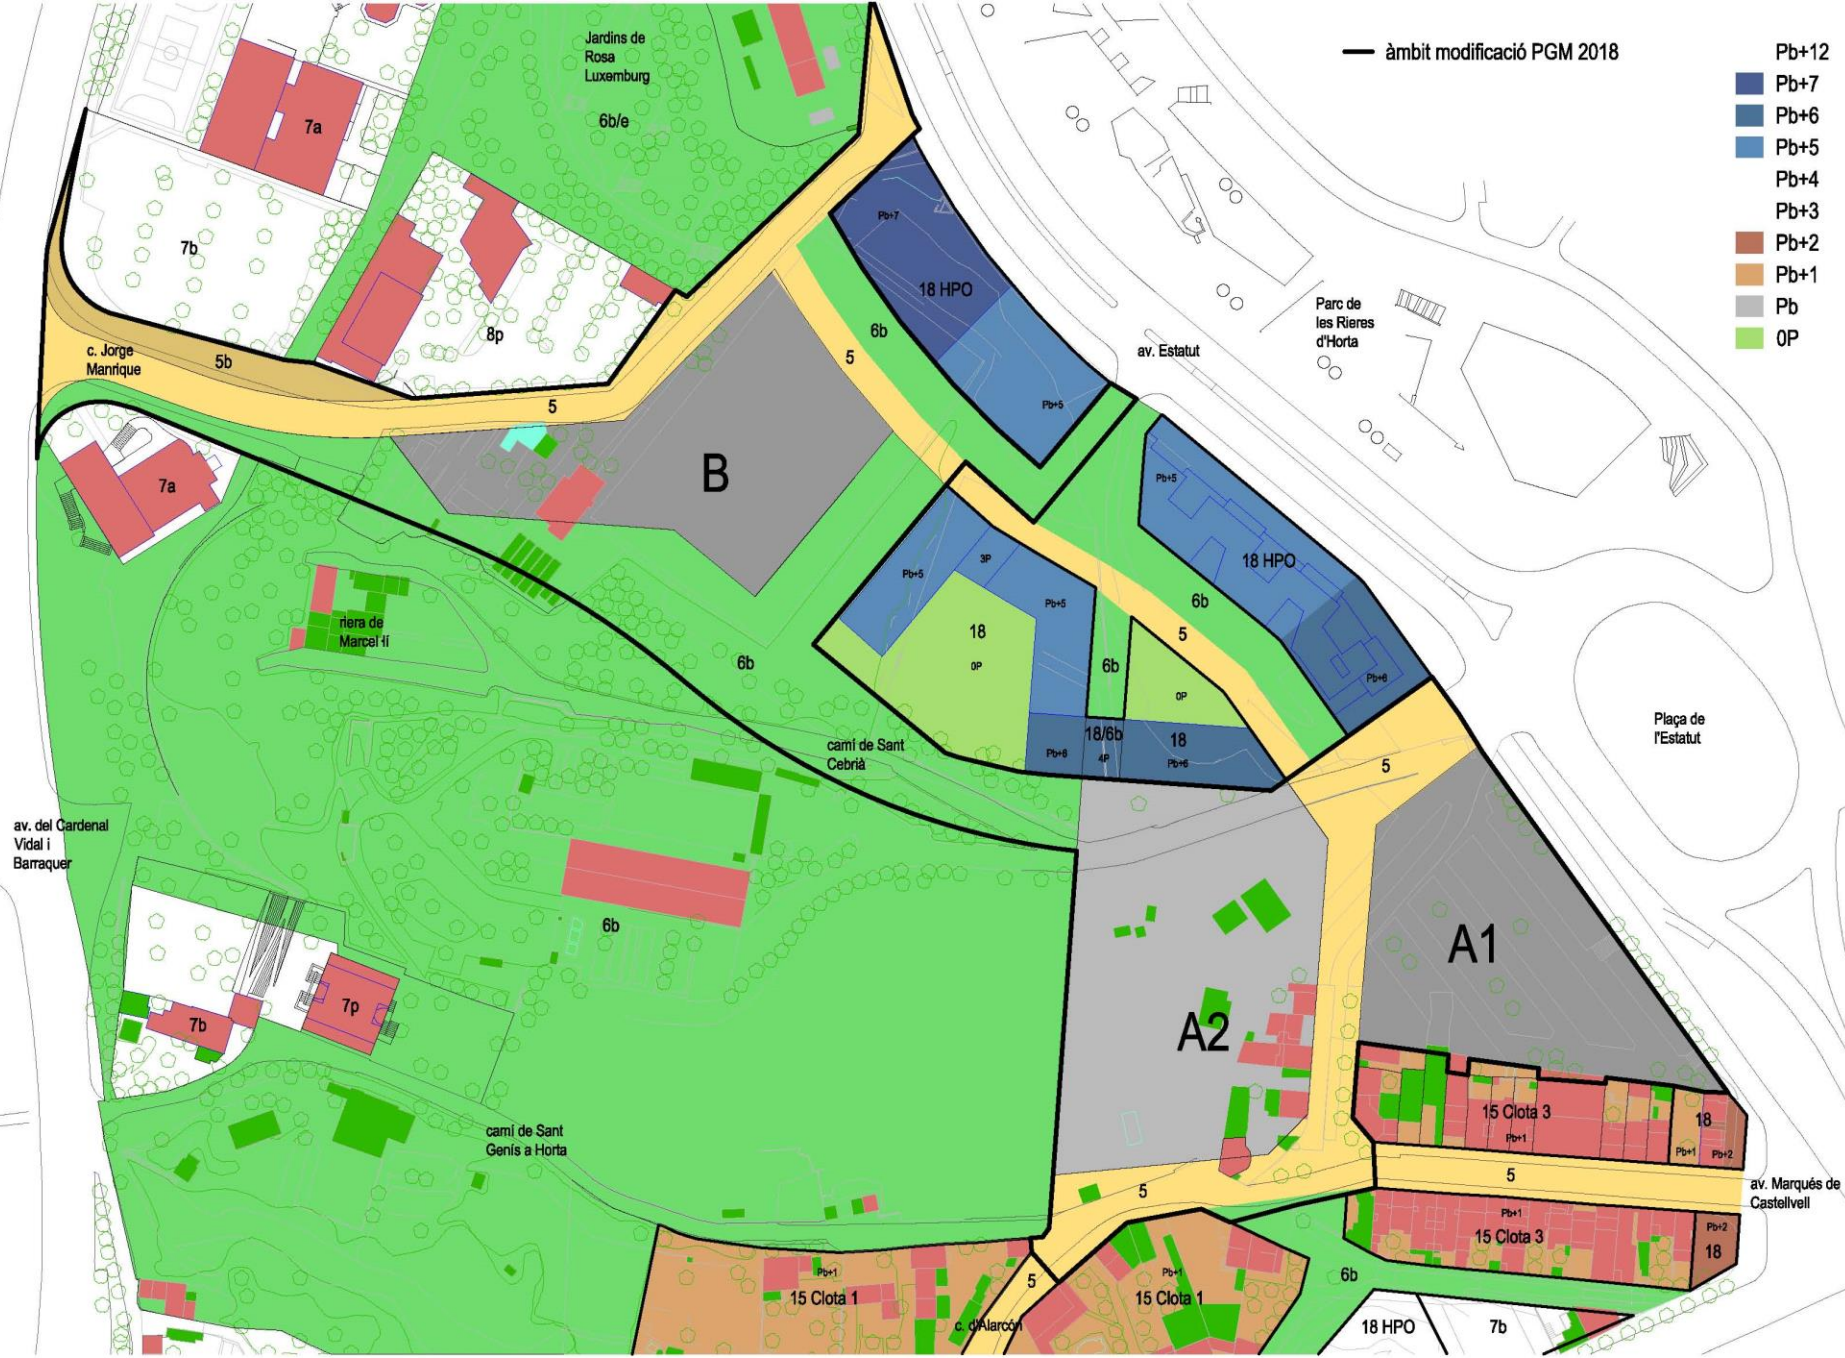 Jardins de
Rosa
Luxemburg
6b/e
àmbit modificació PGM 2018
Pb+12
Pb+7
Pb+6
Pb+5
Pb+4
Pb+3
Pb+2
Pb+1
Pb
0P
7a
7b
8p
Pb+7
18 HPO
Pb+5
6b
5
Parc de
les Rieres
d'Horta
av. Estatut
c. Jorge
Manrique
5b
5
7a
B
Pb+5
18 HPO
Pb+6
3P
Pb+5
Pb+5
18
0P
6b
5
6b
0P
riera de
Marcel·lí
6b
18/6b
4P
18
Pb+6
Pb+6
camí de Sant
Cebrià
5
Plaça de
l'Estatut
av. del Cardenal
Vidal i
Barraquer
6b
A1
A2
7b
7p
15 Clota 3
Pb+1
18
Pb+1
Pb+2
camí de Sant
Genís a Horta
5
5
av. Marqués de
Castellvell
Pb+1
15 Clota 3
Pb+2
18
6b
Pb+1
15 Clota 1
5
c. d'Alarcón
Pb+1
15 Clota 1
18 HPO
7b